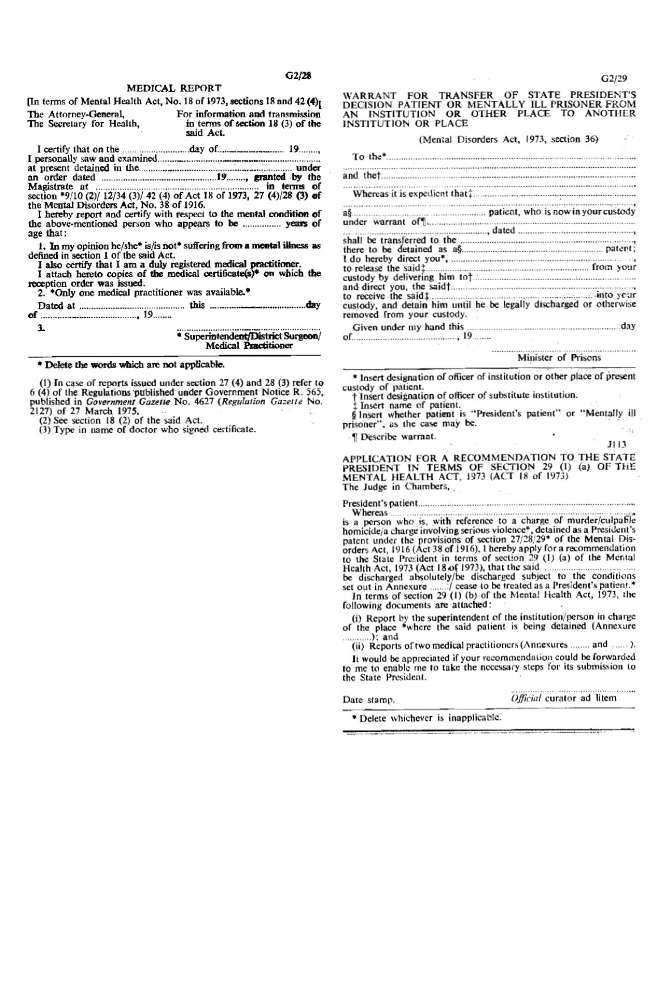 G2/28
MEDICAL REPORT
[In terms of Mental Health Act, No. 18 of 1973, sections 18 and 42 (4)[
The Attorney-General, For information and transmission
The Secretary for Health, in terms of section 18 (3) of the
said Act.
I certify that on the ............................day of............................ 19........,
I personally saw and examined....................................................................
at present detained in the................................................................ under
an order dated ................................................19........, granted by the
Magistrate at .................................................................... in terms of
section *9/10 (2)/ 12/34 (3)/ 42 (4) of Act 18 of 1973, 27 (4)/28 (3) of
the Mental Disorders Act, No. 38 of 1916.
I hereby report and certify with respect to the mental condition of
the above-mentioned person who appears to be ................ years of
age that:
1. In my opinion he/she* is/is not* suffering from a mental illness as
defined in section 1 of the said Act.
I also certify that I am a duly registered medical practitioner.
I attach hereto copies of the medical certificate(s)* on which the
reception order was issued.
2. *Only one medical practitioner was available.*
Dated at ............................................ this ........................................day
of ........................................, 19........
3. ............................................................
* Superintendent/District Surgeon/
Medical Practitioner
* Delete the words which are not applicable.
(1) In case of reports issued under section 27 (4) and 28 (3) refer to
6 (4) of the Regulations published under Government Notice R. 565,
published in Government Gazette No. 4627 (Regulation Gazette No.
2127) of 27 March 1975.
(2) See section 18 (2) of the said Act.
(3) Type in name of doctor who signed certificate.
G2/29
WARRANT FOR TRANSFER OF STATE PRESIDENT'S
DECISION PATIENT OR MENTALLY ILL PRISONER FROM
AN INSTITUTION OR OTHER PLACE TO ANOTHER
INSTITUTION OR PLACE
(Mental Disorders Act, 1973, section 36)
To the*............................................................................................
........................................................................................................
and the†............................................................................................
........................................................................................................
Whereas it is expedient that‡....................................................................
........................................................................................................,
a§........................................................ patient, who is now in your custody
under warrant of¶................................................................................
............................................................, dated ................................................,
shall be transferred to the ........................................................................,
there to be detained as a§............................................................ patent;
I do hereby direct you*, ........................................................................,
to release the said‡.................................................................... from your
custody by delivering him to†....................................................................
and direct you, the said†........................................................................,
to receive the said‡.................................................................... into your
custody, and detain him until he be legally discharged or otherwise
removed from your custody.
Given under my hand this ................................................................day
of............................................, 19........
............................................................
Minister of Prisons
* Insert designation of officer of institution or other place of present
custody of patient.
† Insert designation of officer of substitute institution.
‡ Insert name of patient.
§ Insert whether patient is "President's patient" or "Mentally ill
prisoner", as the case may be.
¶ Describe warrant.
J113
APPLICATION FOR A RECOMMENDATION TO THE STATE
PRESIDENT IN TERMS OF SECTION 29 (1) (a) OF THE
MENTAL HEALTH ACT, 1973 (ACT 18 of 1973)
The Judge in Chambers,
President's patient................................................................................
Whereas ............................................................................................
is a person who is, with reference to a charge of murder/culpable
homicide/a charge involving serious violence*, detained as a President's
patent under the provisions of section 27/28/29* of the Mental Dis-
orders Act, 1916 (Act 38 of 1916), I hereby apply for a recommendation
to the State President in terms of section 29 (1) (a) of the Mental
Health Act, 1973 (Act 18 of 1973), that the said ........................................
be discharged absolutely/be discharged subject to the conditions
set out in Annexure ......../ cease to be treated as a President's patient.*
In terms of section 29 (1) (b) of the Mental Health Act, 1973, the
following documents are attached:
(i) Report by the superintendent of the institution/person in charge
of the place *where the said patient is being detained (Annexure
............); and
(ii) Reports of two medical practitioners (Annexures ........ and ....... ).
It would be appreciated if your recommendation could be forwarded
to me to enable me to take the necessary steps for its submission to
the State President.
....................................................
Date stamp. Official curator ad litem
* Delete whichever is inapplicable.